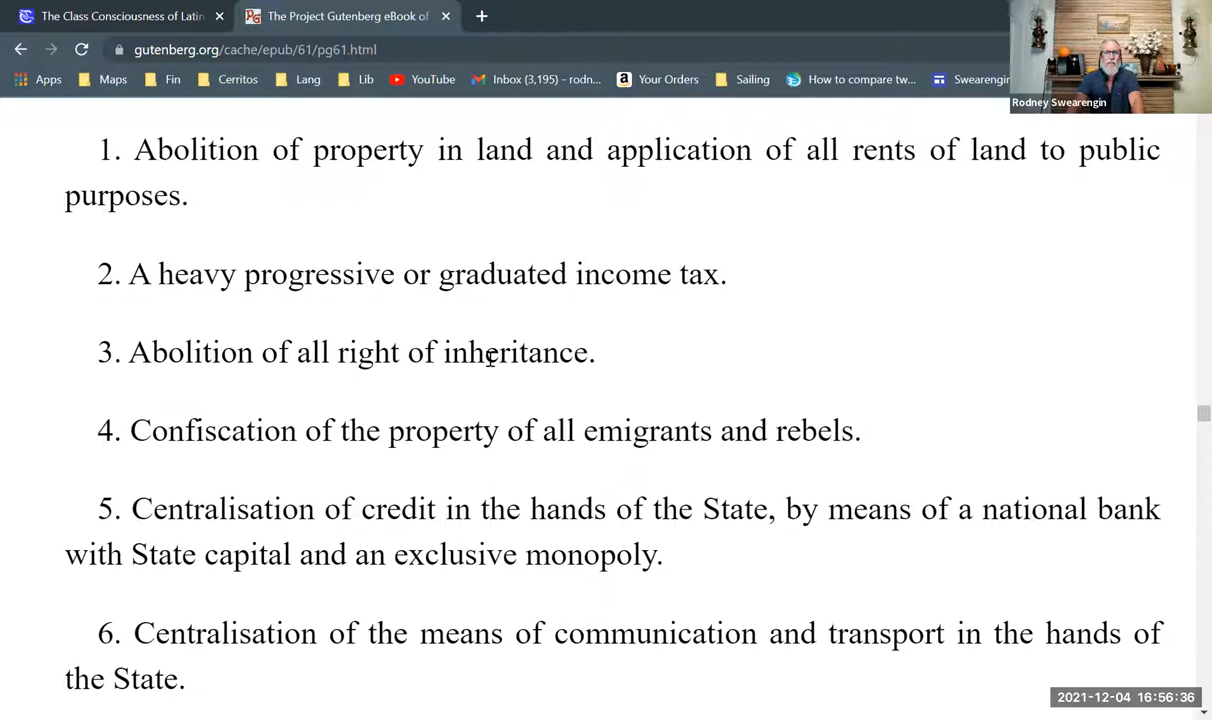 The Class Consciousness of Latin
The Project Gutenberg eBook of
gutenberg.org/cache/epub/61/pg61.html
Apps Maps Fin Cerritos Lang Lib YouTube Inbox (3,195) – rodn... Your Orders Sailing How to compare tw... Swearengin
Rodney Swearengin
1. Abolition of property in land and application of all rents of land to public
purposes.
2. A heavy progressive or graduated income tax.
3. Abolition of all right of inheritance.
4. Confiscation of the property of all emigrants and rebels.
5. Centralisation of credit in the hands of the State, by means of a national bank
with State capital and an exclusive monopoly.
6. Centralisation of the means of communication and transport in the hands of
the State.
2021-12-04 16:56:36